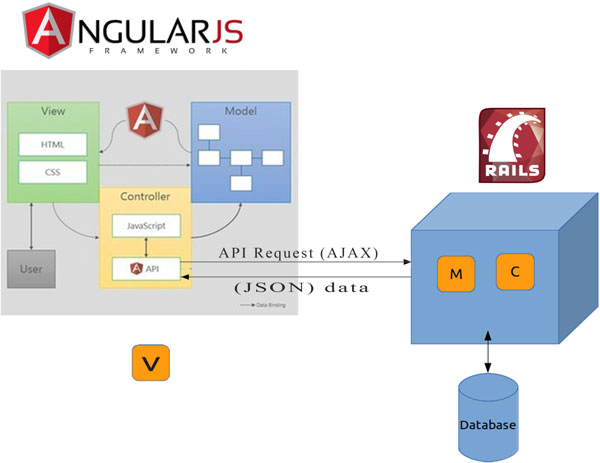 ANGULARJS
FRAMEWORK
View
Model
HTML
CSS
Controller
JavaScript
API
User
Data Binding
RAILS
API Request (AJAX)
(JSON) data
M
C
V
Database